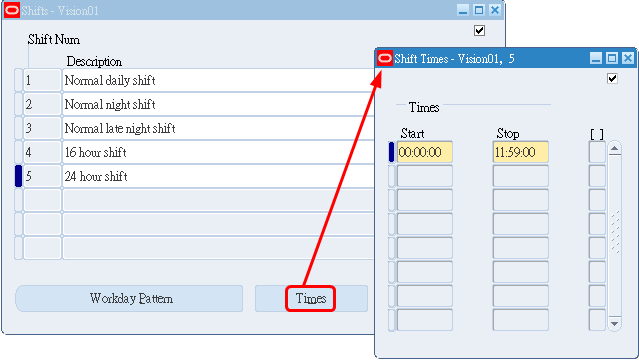 Shifts - Vision01
Shift Num
Description
1 Normal daily shift
2 Normal night shift
3 Normal late night shift
4 16 hour shift
5 24 hour shift
Workday Pattern
Times
Shift Times - Vision01, 5
Times
Start Stop [ ]
00:00:00 11:59:00